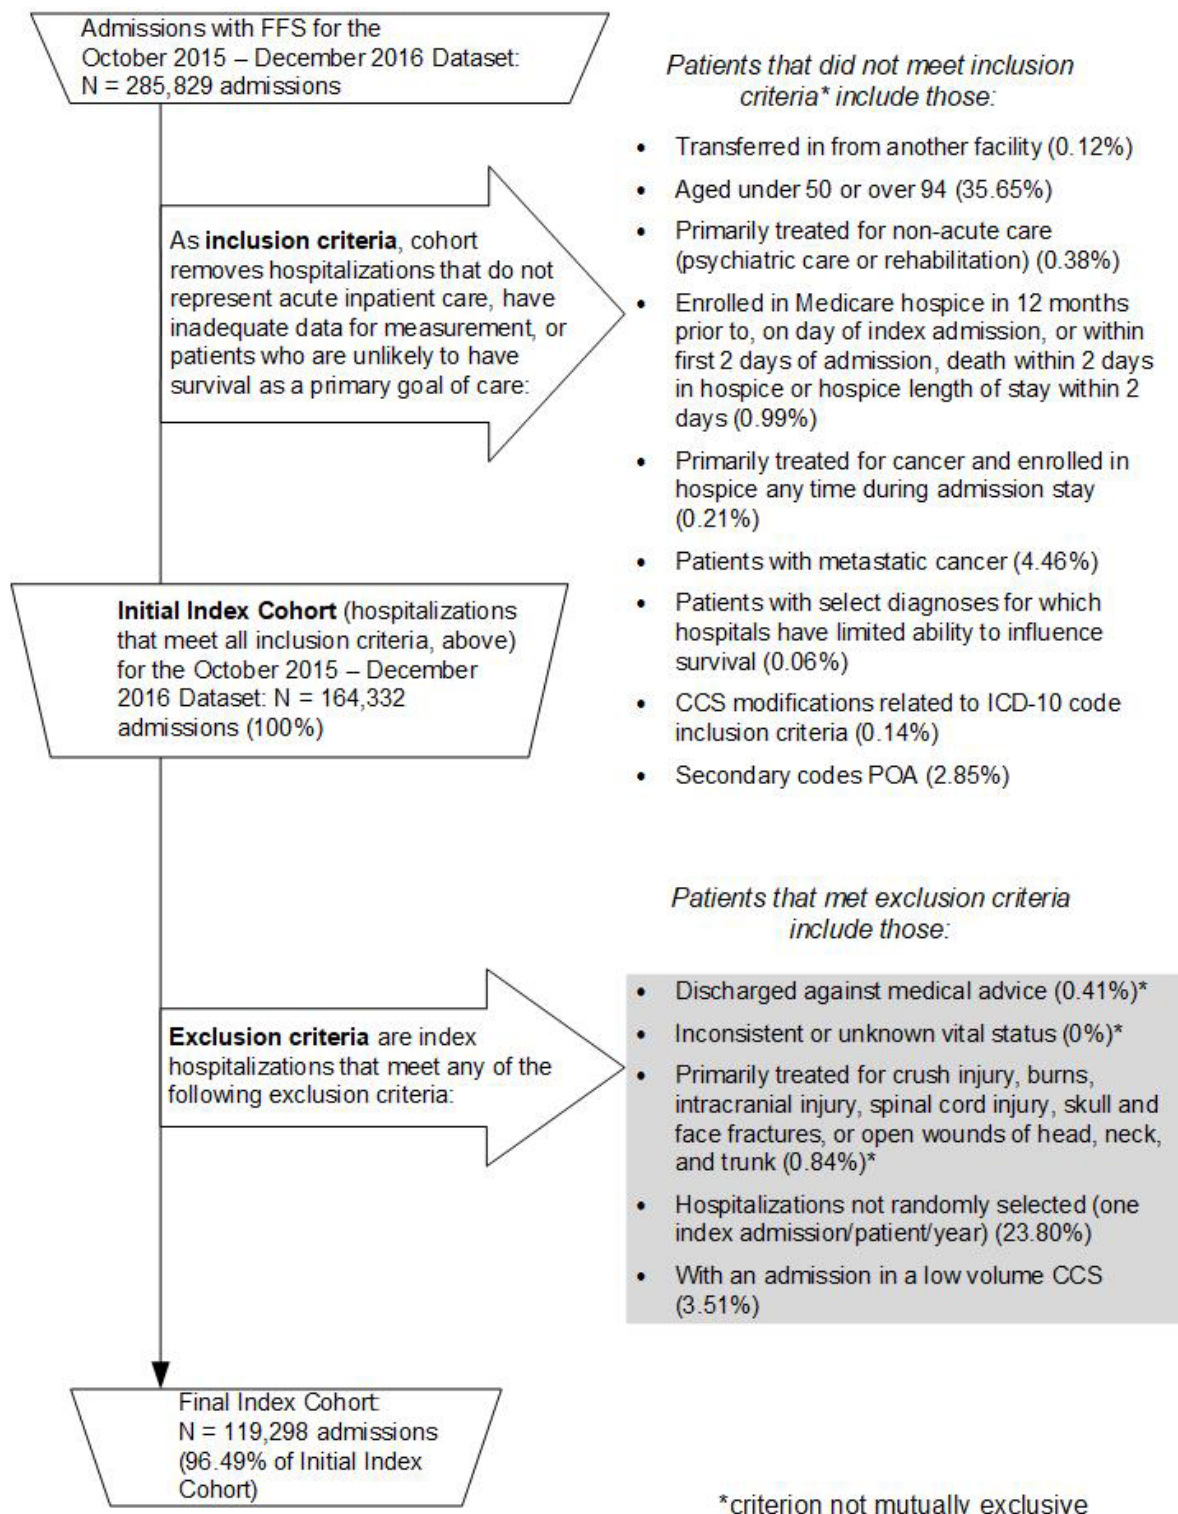 Admissions with FFS for the
October 2015 – December 2016 Dataset:
N = 285,829 admissions
Patients that did not meet inclusion
criteria* include those:
• Transferred in from another facility (0.12%)
• Aged under 50 or over 94 (35.65%)
• Primarily treated for non-acute care
(psychiatric care or rehabilitation) (0.38%)
• Enrolled in Medicare hospice in 12 months
prior to, on day of index admission, or within
first 2 days of admission, death within 2 days
in hospice or hospice length of stay within 2
days (0.99%)
• Primarily treated for cancer and enrolled in
hospice any time during admission stay
(0.21%)
• Patients with metastatic cancer (4.46%)
• Patients with select diagnoses for which
hospitals have limited ability to influence
survival (0.06%)
• CCS modifications related to ICD-10 code
inclusion criteria (0.14%)
• Secondary codes POA (2.85%)
As inclusion criteria, cohort
removes hospitalizations that do not
represent acute inpatient care, have
inadequate data for measurement, or
patients who are unlikely to have
survival as a primary goal of care:
Initial Index Cohort (hospitalizations
that meet all inclusion criteria, above)
for the October 2015 – December
2016 Dataset: N = 164,332
admissions (100%)
Patients that met exclusion criteria
include those:
• Discharged against medical advice (0.41%)*
• Inconsistent or unknown vital status (0%)*
• Primarily treated for crush injury, burns,
intracranial injury, spinal cord injury, skull and
face fractures, or open wounds of head, neck,
and trunk (0.84%)*
• Hospitalizations not randomly selected (one
index admission/patient/year) (23.80%)
• With an admission in a low volume CCS
(3.51%)
Exclusion criteria are index
hospitalizations that meet any of the
following exclusion criteria:
Final Index Cohort:
N = 119,298 admissions
(96.49% of Initial Index
Cohort)
*criterion not mutually exclusive